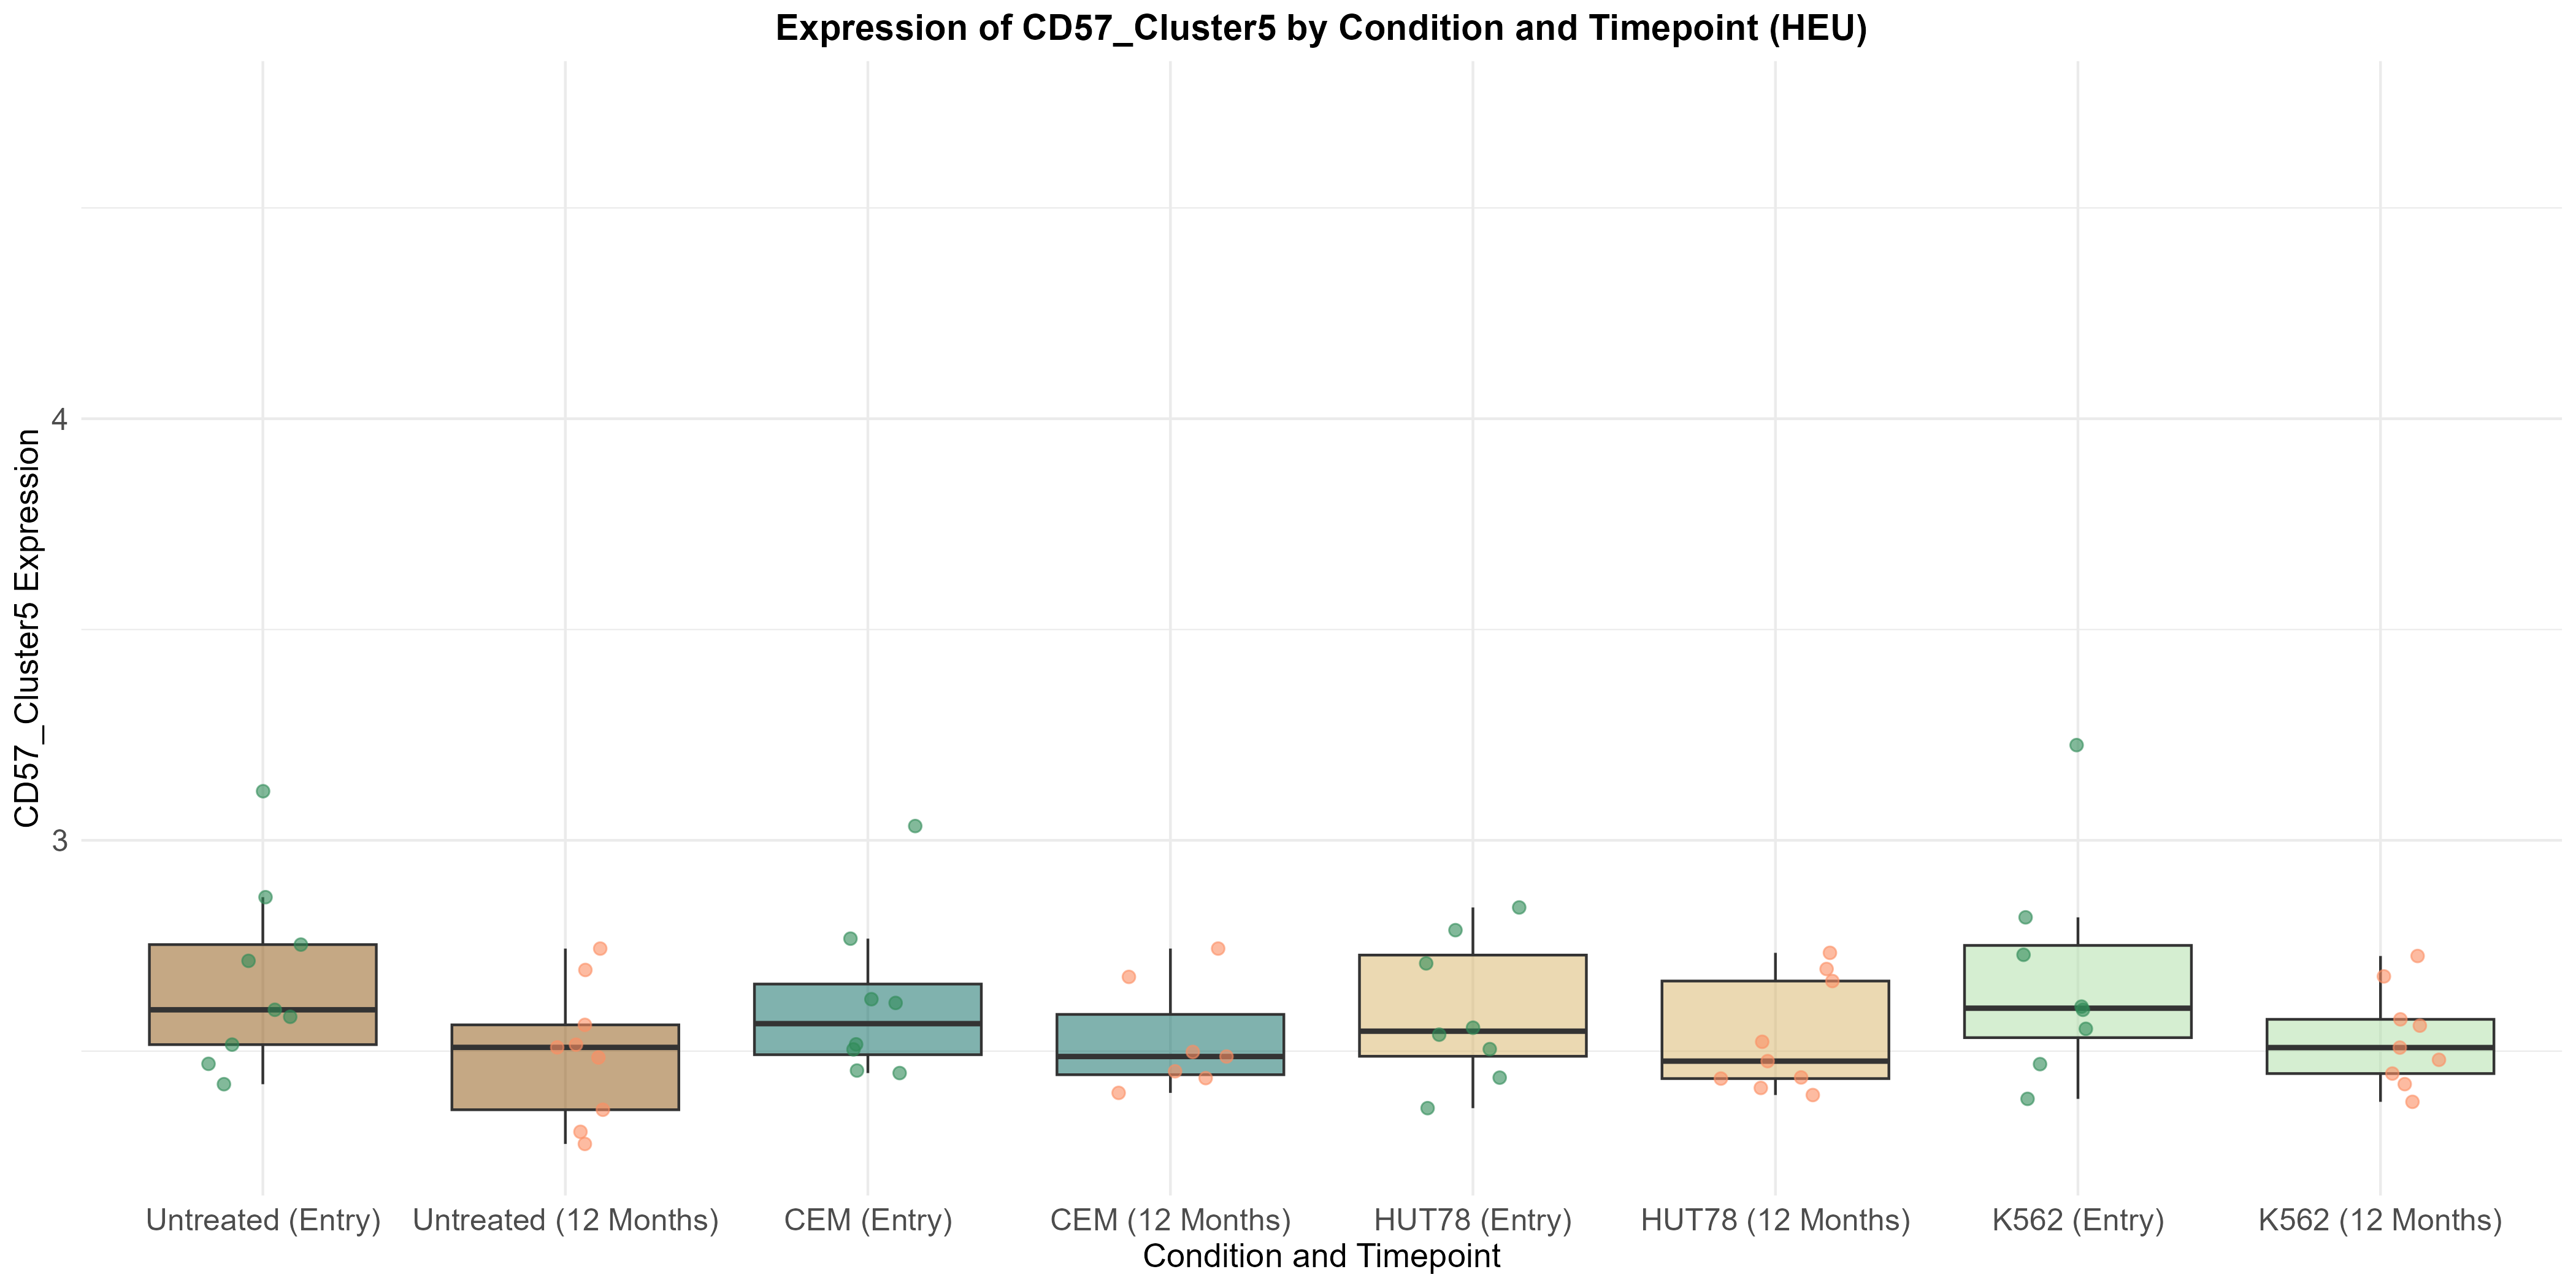 Expression of CD57_Cluster5 by Condition and Timepoint (HEU)
CD57_Cluster5 Expression
4
3
Untreated (Entry)
Untreated (12 Months)
CEM (Entry)
CEM (12 Months)
HUT78 (Entry)
HUT78 (12 Months)
K562 (Entry)
K562 (12 Months)
Condition and Timepoint